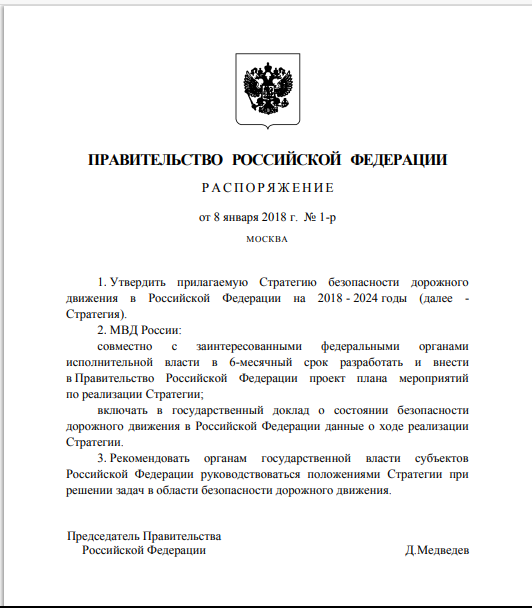 ПРАВИТЕЛЬСТВО РОССИЙСКОЙ ФЕДЕРАЦИИ
РАСПОРЯЖЕНИЕ
от 8 января 2018 г. № 1-р
МОСКВА
1. Утвердить прилагаемую Стратегию безопасности дорожного
движения в Российской Федерации на 2018 - 2024 годы (далее -
Стратегия).
2. МВД России:
совместно с заинтересованными федеральными органами
исполнительной власти в 6-месячный срок разработать и внести
в Правительство Российской Федерации проект плана мероприятий
по реализации Стратегии;
включать в государственный доклад о состоянии безопасности
дорожного движения в Российской Федерации данные о ходе реализации
Стратегии.
3. Рекомендовать органам государственной власти субъектов
Российской Федерации руководствоваться положениями Стратегии при
решении задач в области безопасности дорожного движения.
Председатель Правительства
Российской Федерации Д.Медведев